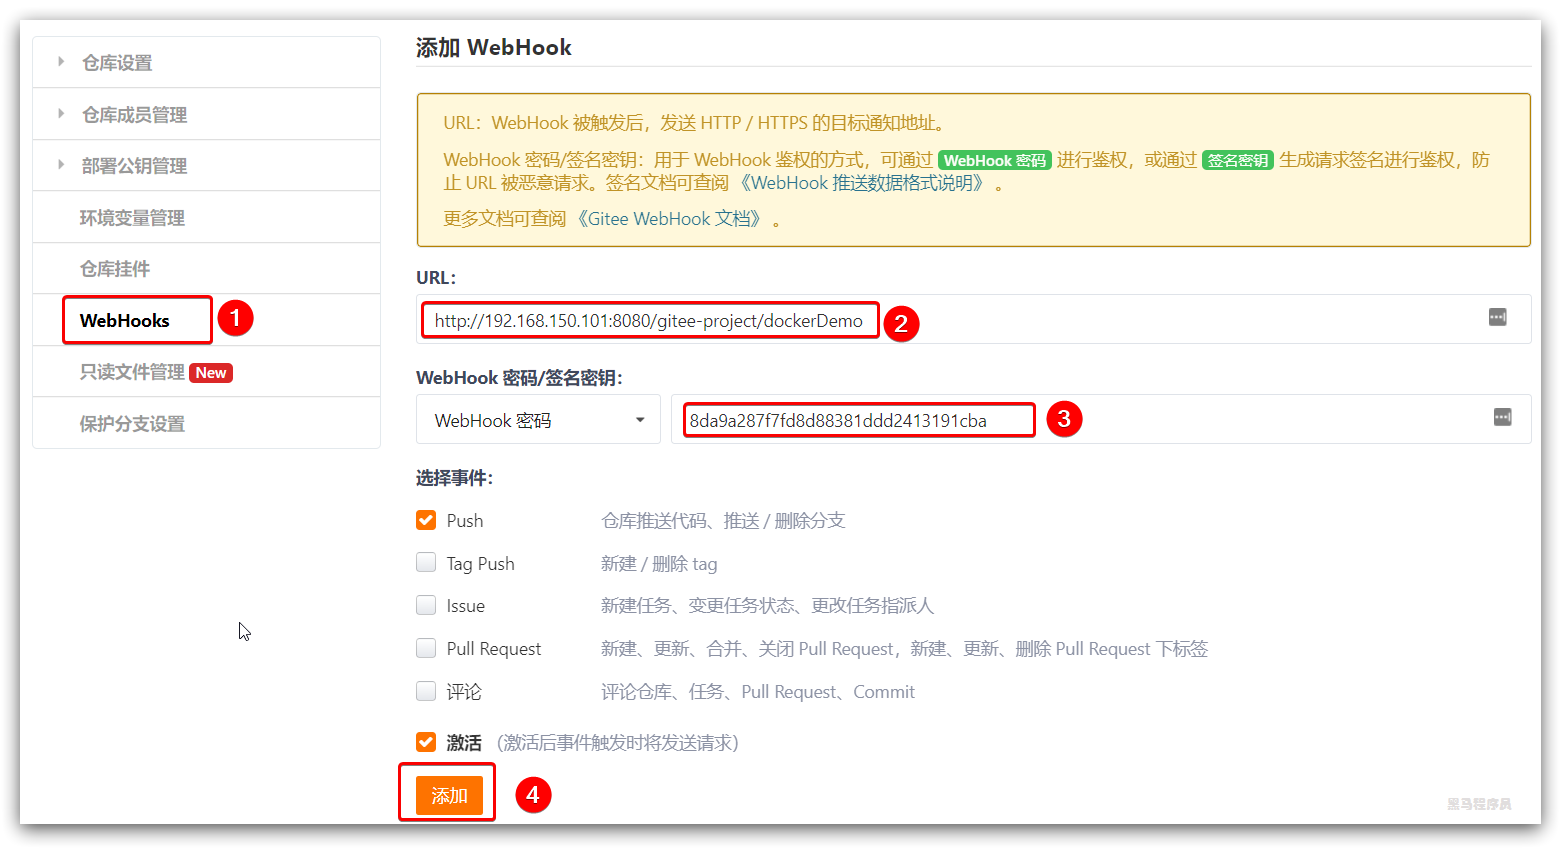 仓库设置
仓库成员管理
部署公钥管理
环境变量管理
仓库挂件
WebHooks
1
只读文件管理 New
保护分支设置
添加 WebHook
URL：WebHook 被触发后，发送 HTTP / HTTPS 的目标通知地址。
WebHook 密码/签名密钥：用于 WebHook 鉴权的方式，可通过 WebHook 密码 进行鉴权，或通过 签名密钥 生成请求签名进行鉴权，防
止 URL 被恶意请求。签名文档可查阅 《WebHook 推送数据格式说明》 。
更多文档可查阅 《Gitee WebHook 文档》 。
URL：
http://192.168.150.101:8080/gitee-project/dockerDemo
2
WebHook 密码/签名密钥：
WebHook 密码
8da9a287f7fd8d88381ddd2413191cba
3
选择事件：
Push 仓库推送代码、推送 / 删除分支
Tag Push 新建 / 删除 tag
Issue 新建任务、变更任务状态、更改任务指派人
Pull Request 新建、更新、合并、关闭 Pull Request，新建、更新、删除 Pull Request 下标签
评论 评论仓库、任务、Pull Request、Commit
激活 （激活后事件触发时将发送请求）
添加
4
黑马程序员